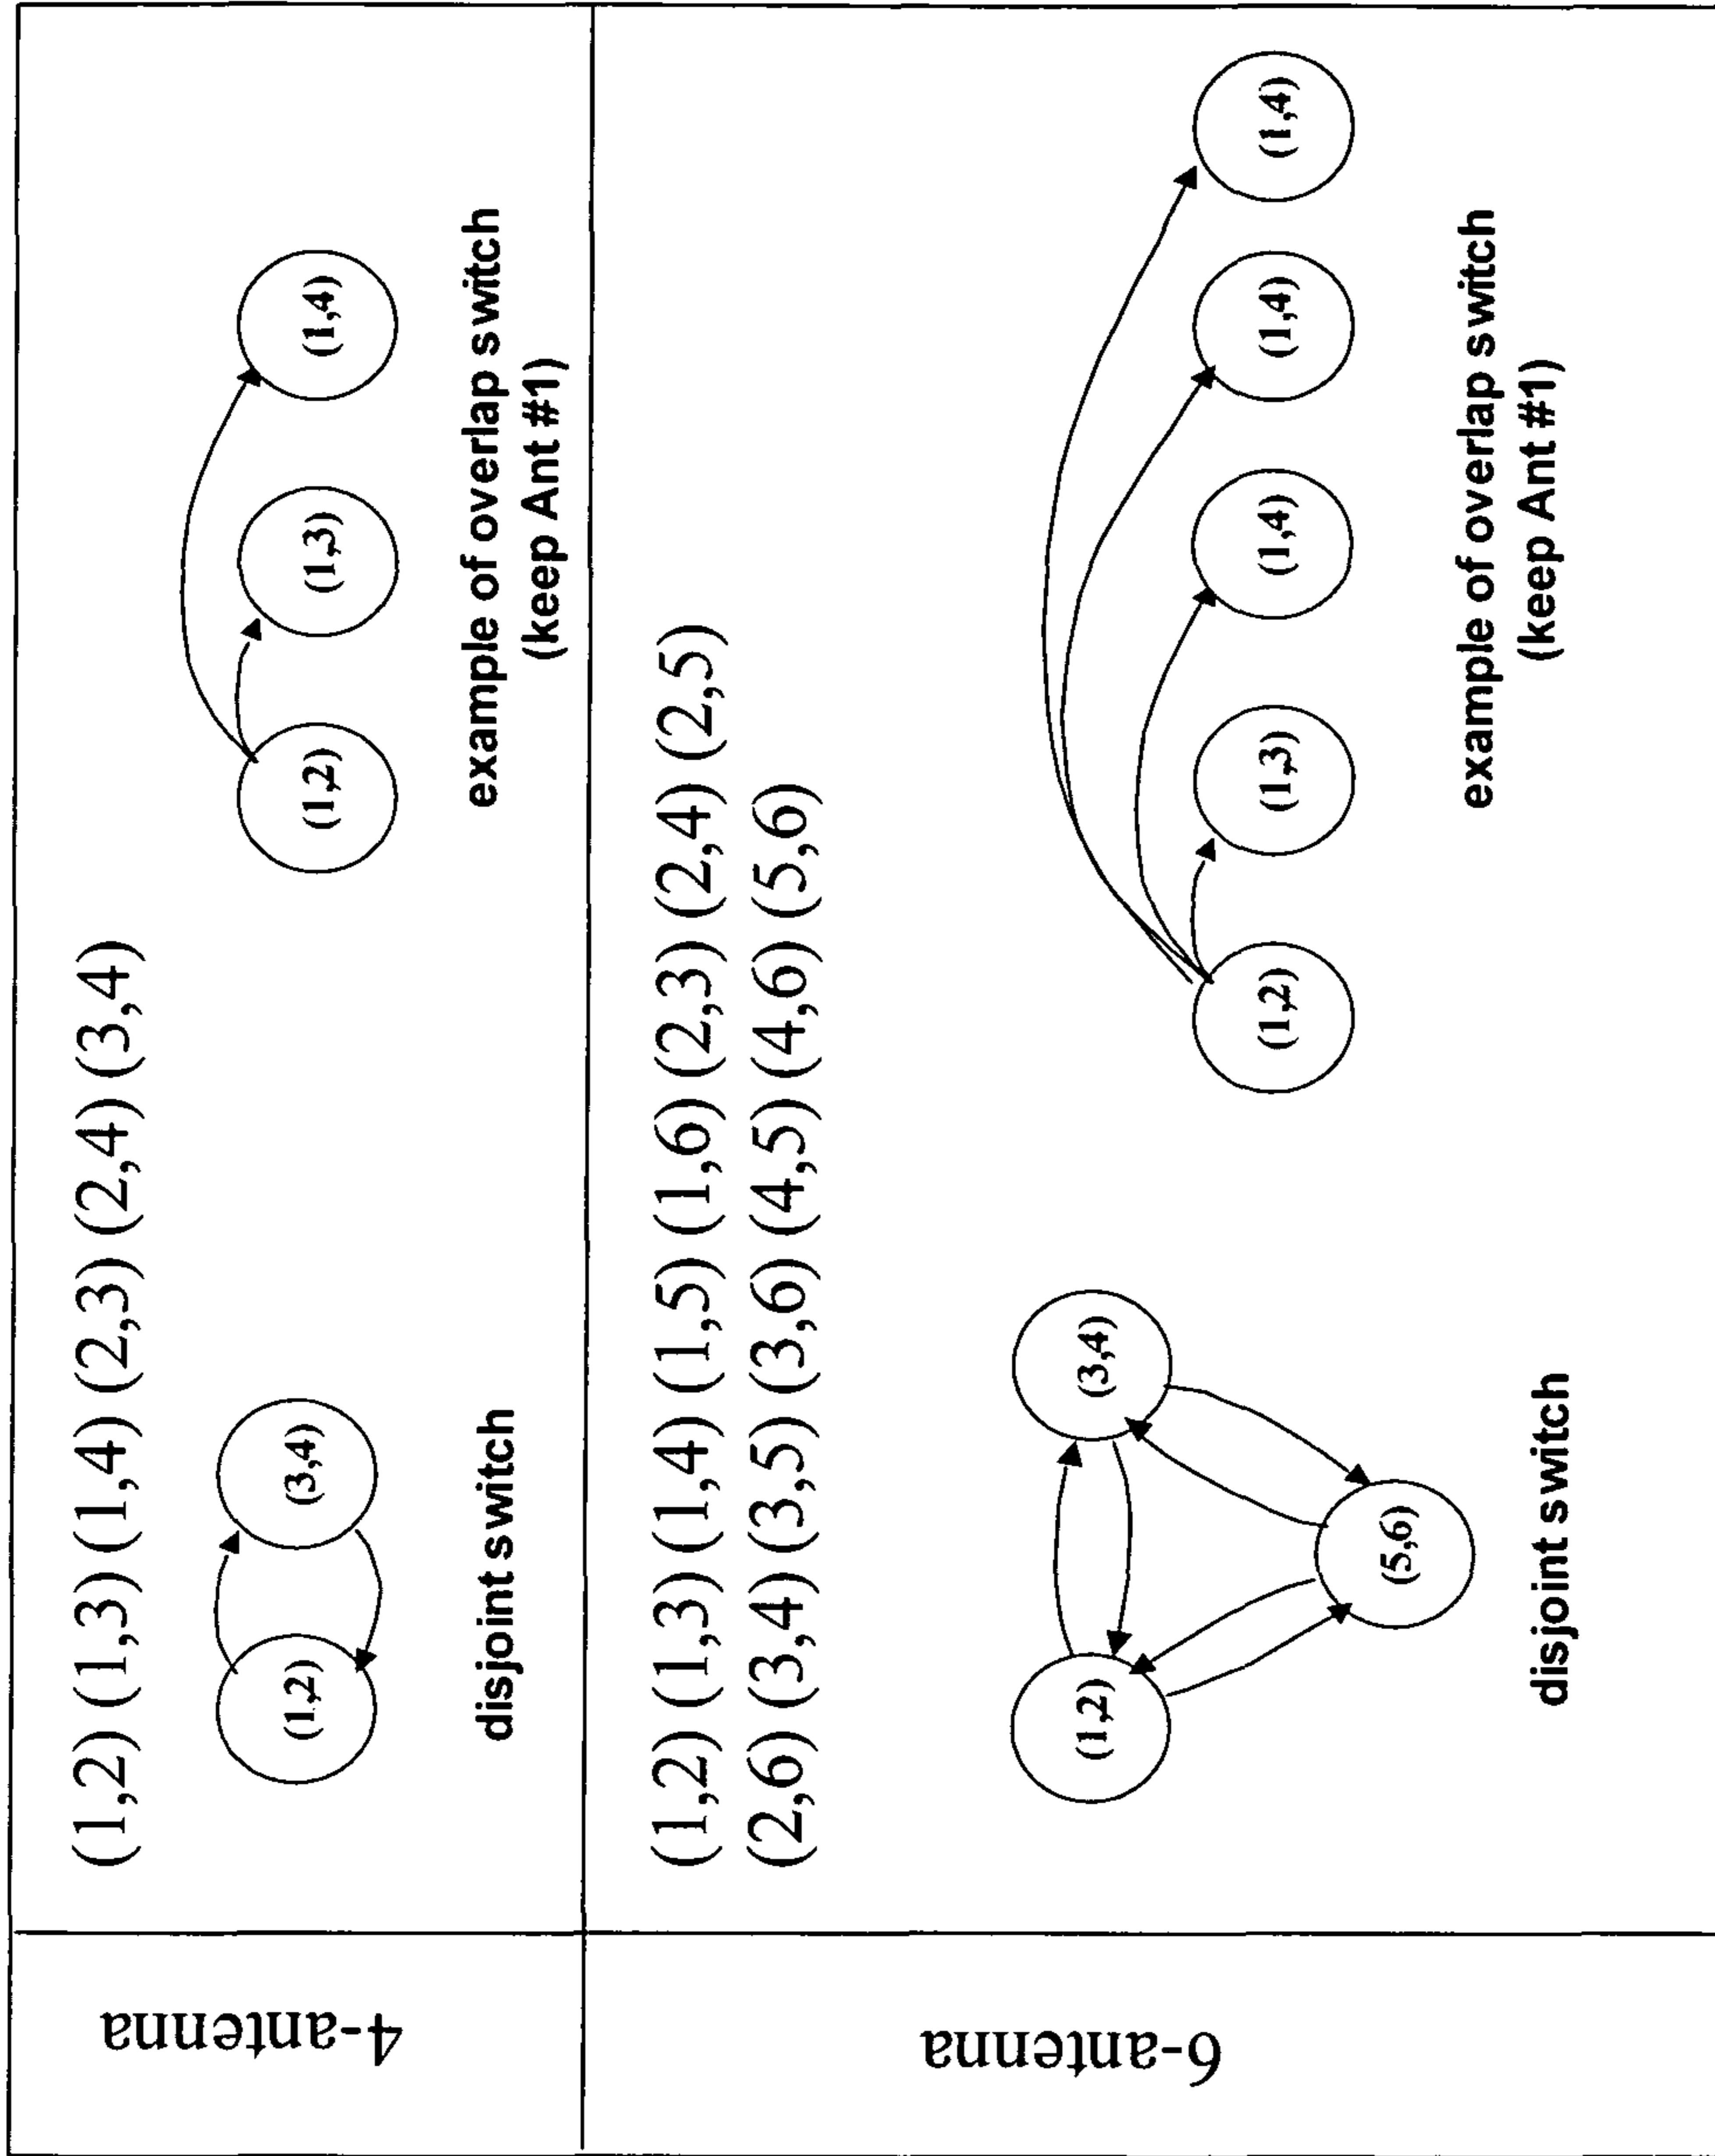 4-antenna
(1,2) (1,3) (1,4) (2,3) (2,4) (3,4)
(1,2)
(3,4)
disjoint switch
(1,2)
(1,3)
(1,4)
example of overlap switch
(keep Ant #1)
6-antenna
(1,2) (1,3) (1,4) (1,5) (1,6) (2,3) (2,4) (2,5)
(2,6) (3,4) (3,5) (3,6) (4,5) (4,6) (5,6)
(1,2)
(3,4)
(5,6)
disjoint switch
(1,2)
(1,3)
(1,4)
(1,4)
(1,4)
example of overlap switch
(keep Ant #1)